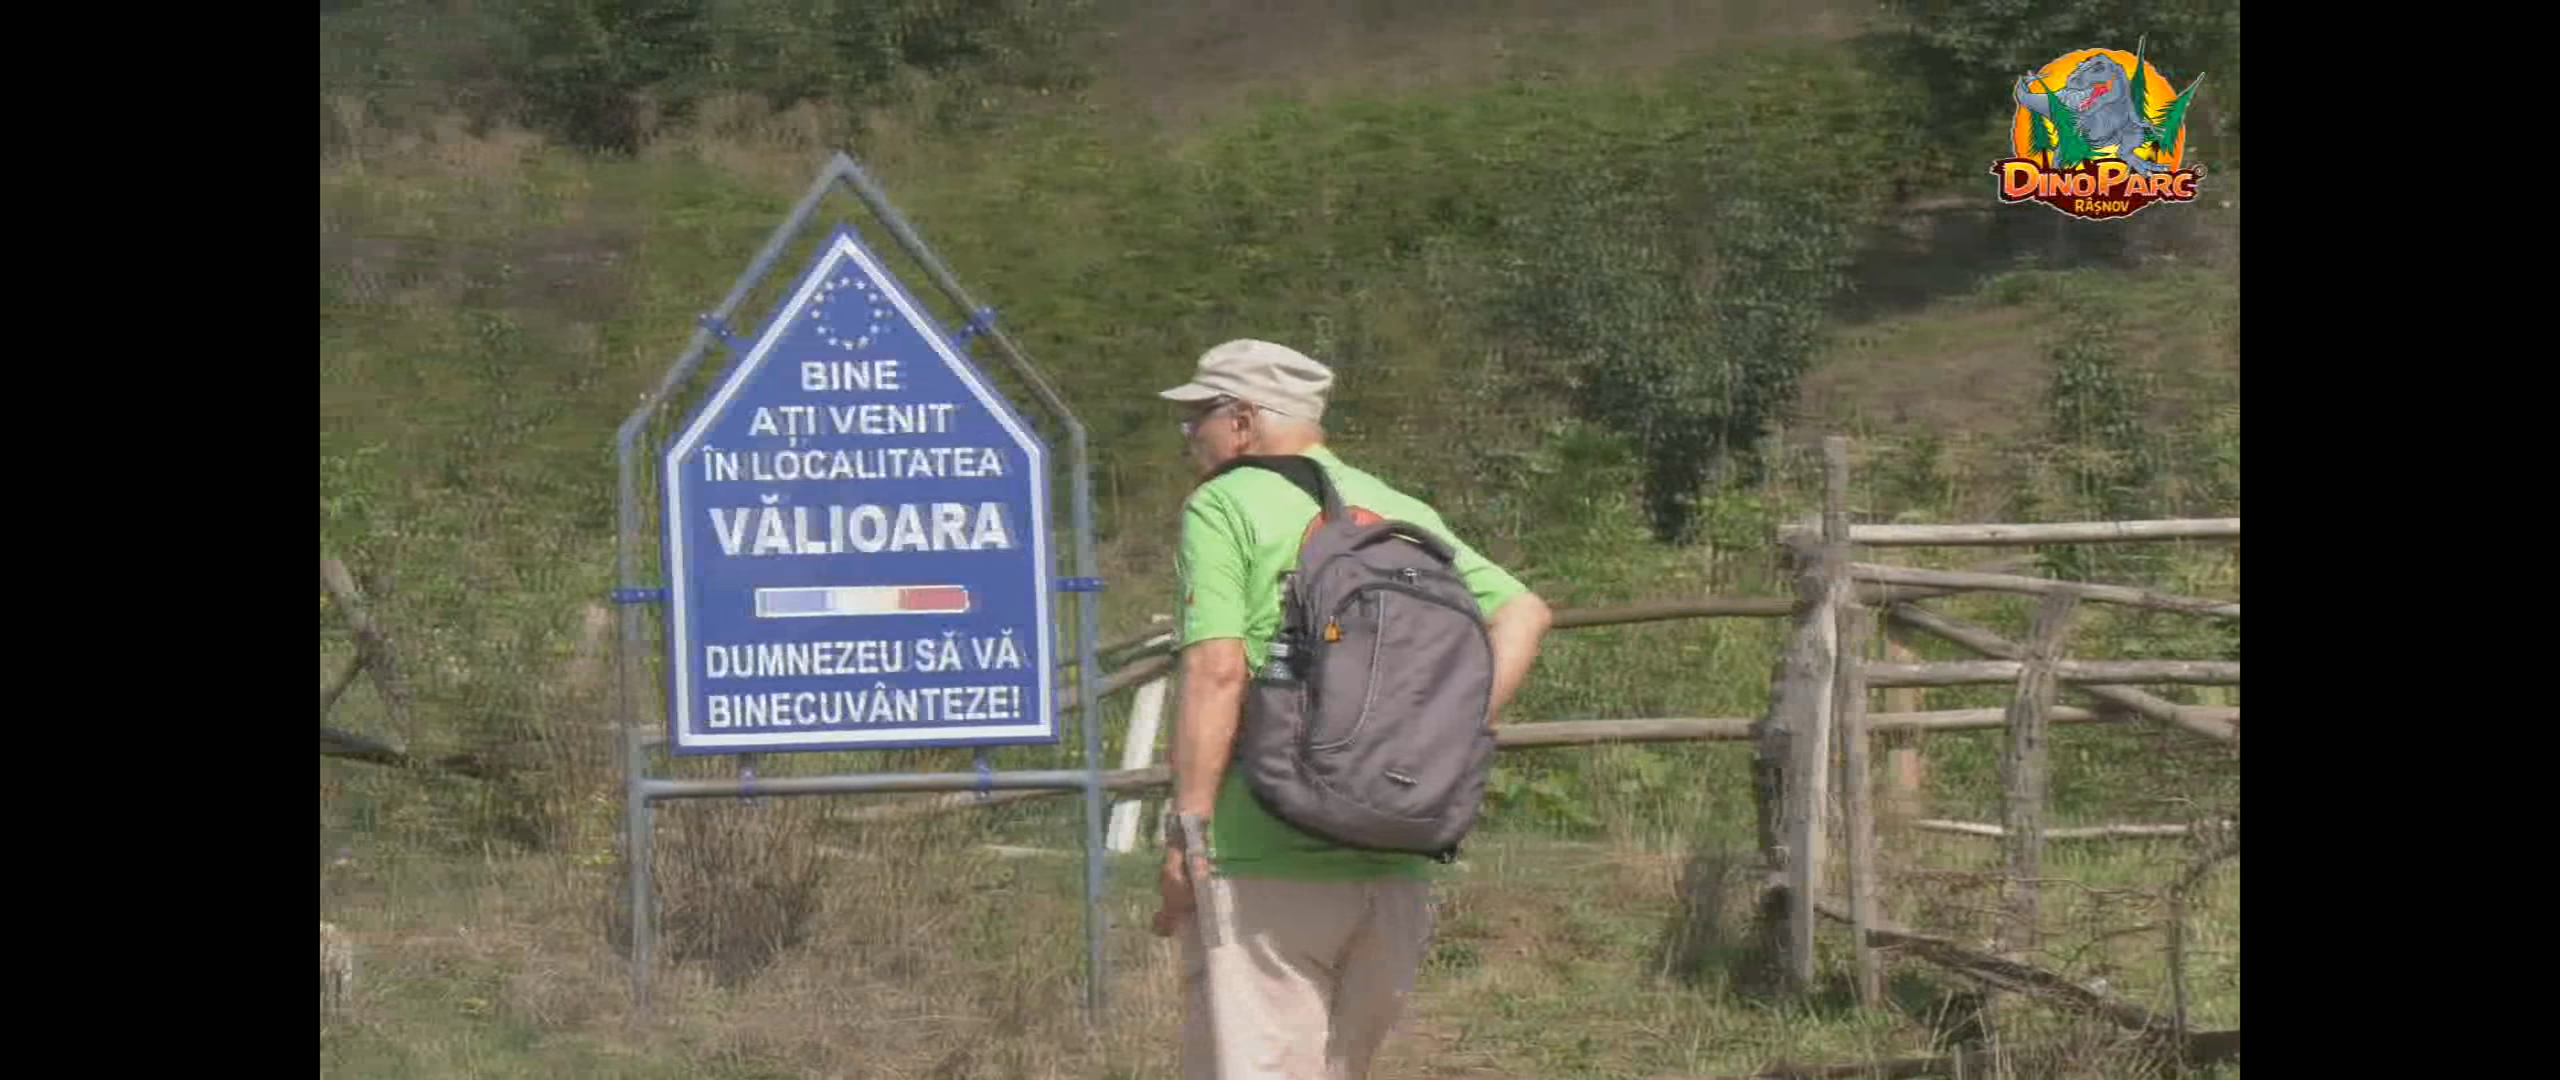 BINE
AȚI VENIT
ÎN LOCALITATEA
VĂLIOARA
DUMNEZEU SĂ VĂ
BINECUVÂNTEZE!
DINOPARC®
RÂȘNOV